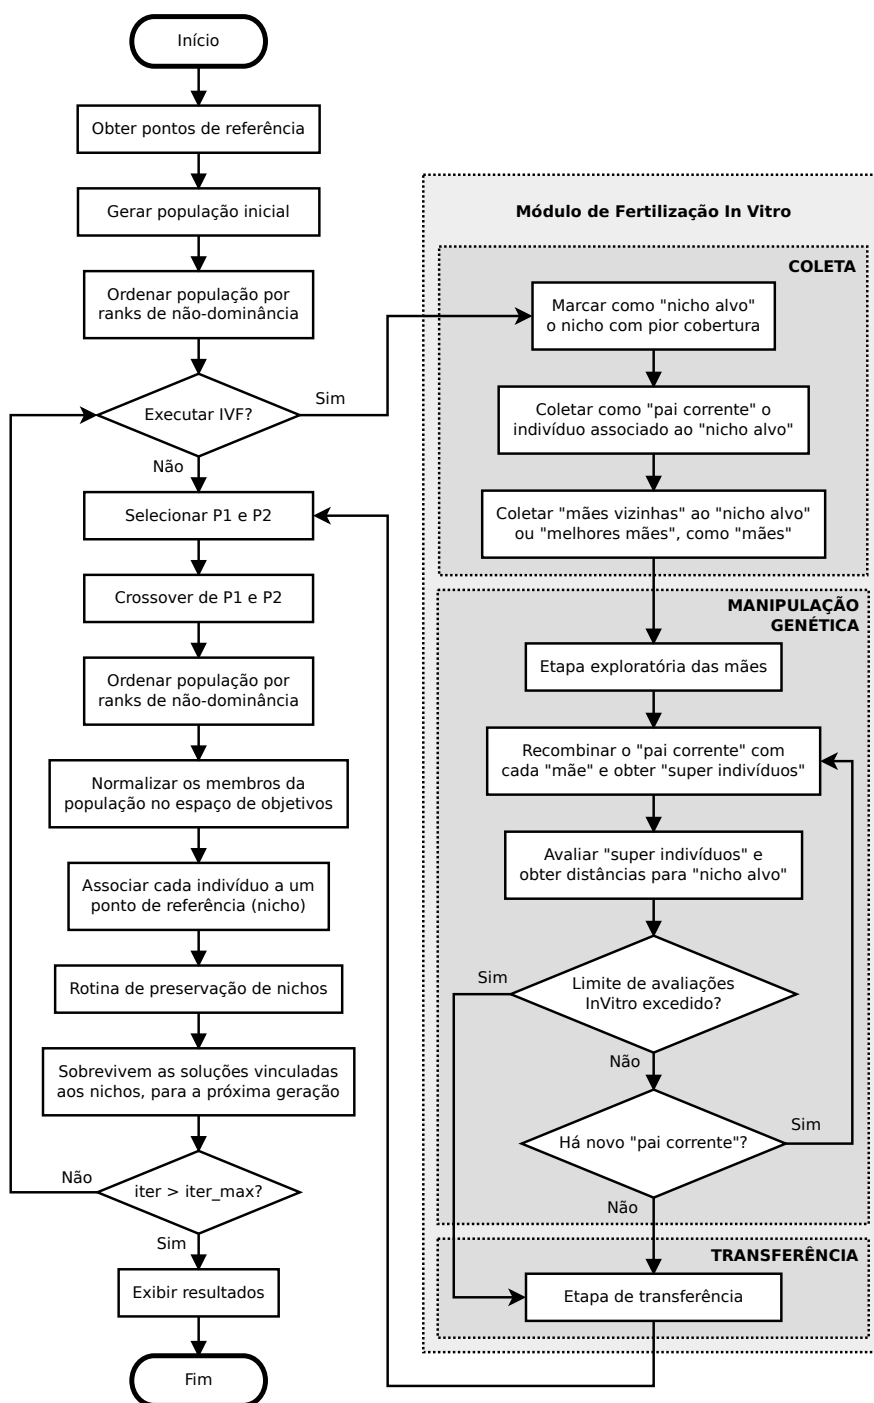 Início
Obter pontos de referência
Gerar população inicial
Ordenar população por
ranks de não-dominância
Executar IVF?
Sim
Não
Selecionar P1 e P2
Crossover de P1 e P2
Ordenar população por
ranks de não-dominância
Normalizar os membros da
população no espaço de objetivos
Associar cada indivíduo a um
ponto de referência (nicho)
Rotina de preservação de nichos
Sobrevivem as soluções vinculadas
aos nichos, para a próxima geração
Não
iter > iter_max?
Sim
Exibir resultados
Fim
Módulo de Fertilização In Vitro
COLETA
Marcar como "nicho alvo"
o nicho com pior cobertura
Coletar como "pai corrente" o
indivíduo associado ao "nicho alvo"
Coletar "mães vizinhas" ao "nicho alvo"
ou "melhores mães", como "mães"
MANIPULAÇÃO
GENÉTICA
Etapa exploratória das mães
Recombinar o "pai corrente" com
cada "mãe" e obter "super indivíduos"
Avaliar "super indivíduos" e
obter distâncias para "nicho alvo"
Sim
Limite de avaliações
InVitro excedido?
Não
Há novo "pai corrente"?
Sim
Não
TRANSFERÊNCIA
Etapa de transferência